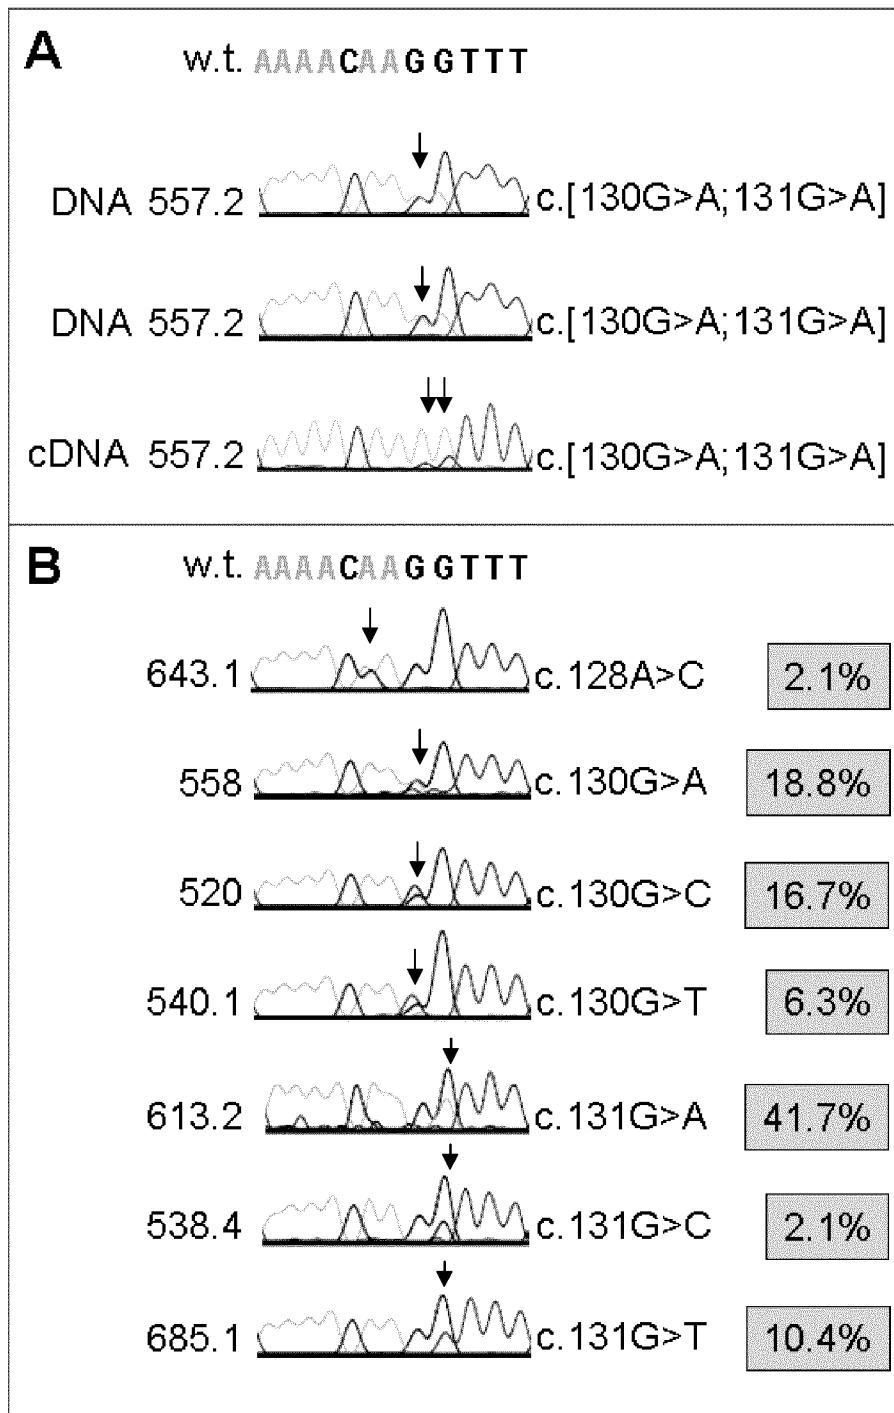 A
w.t. AAAACAAGGTTT
DNA 557.2 c.[130G>A;131G>A]
DNA 557.2 c.[130G>A;131G>A]
cDNA 557.2 c.[130G>A;131G>A]
B
w.t. AAAACAAGGTTT
643.1 c.128A>C 2.1%
558 c.130G>A 18.8%
520 c.130G>C 16.7%
540.1 c.130G>T 6.3%
613.2 c.131G>A 41.7%
538.4 c.131G>C 2.1%
685.1 c.131G>T 10.4%